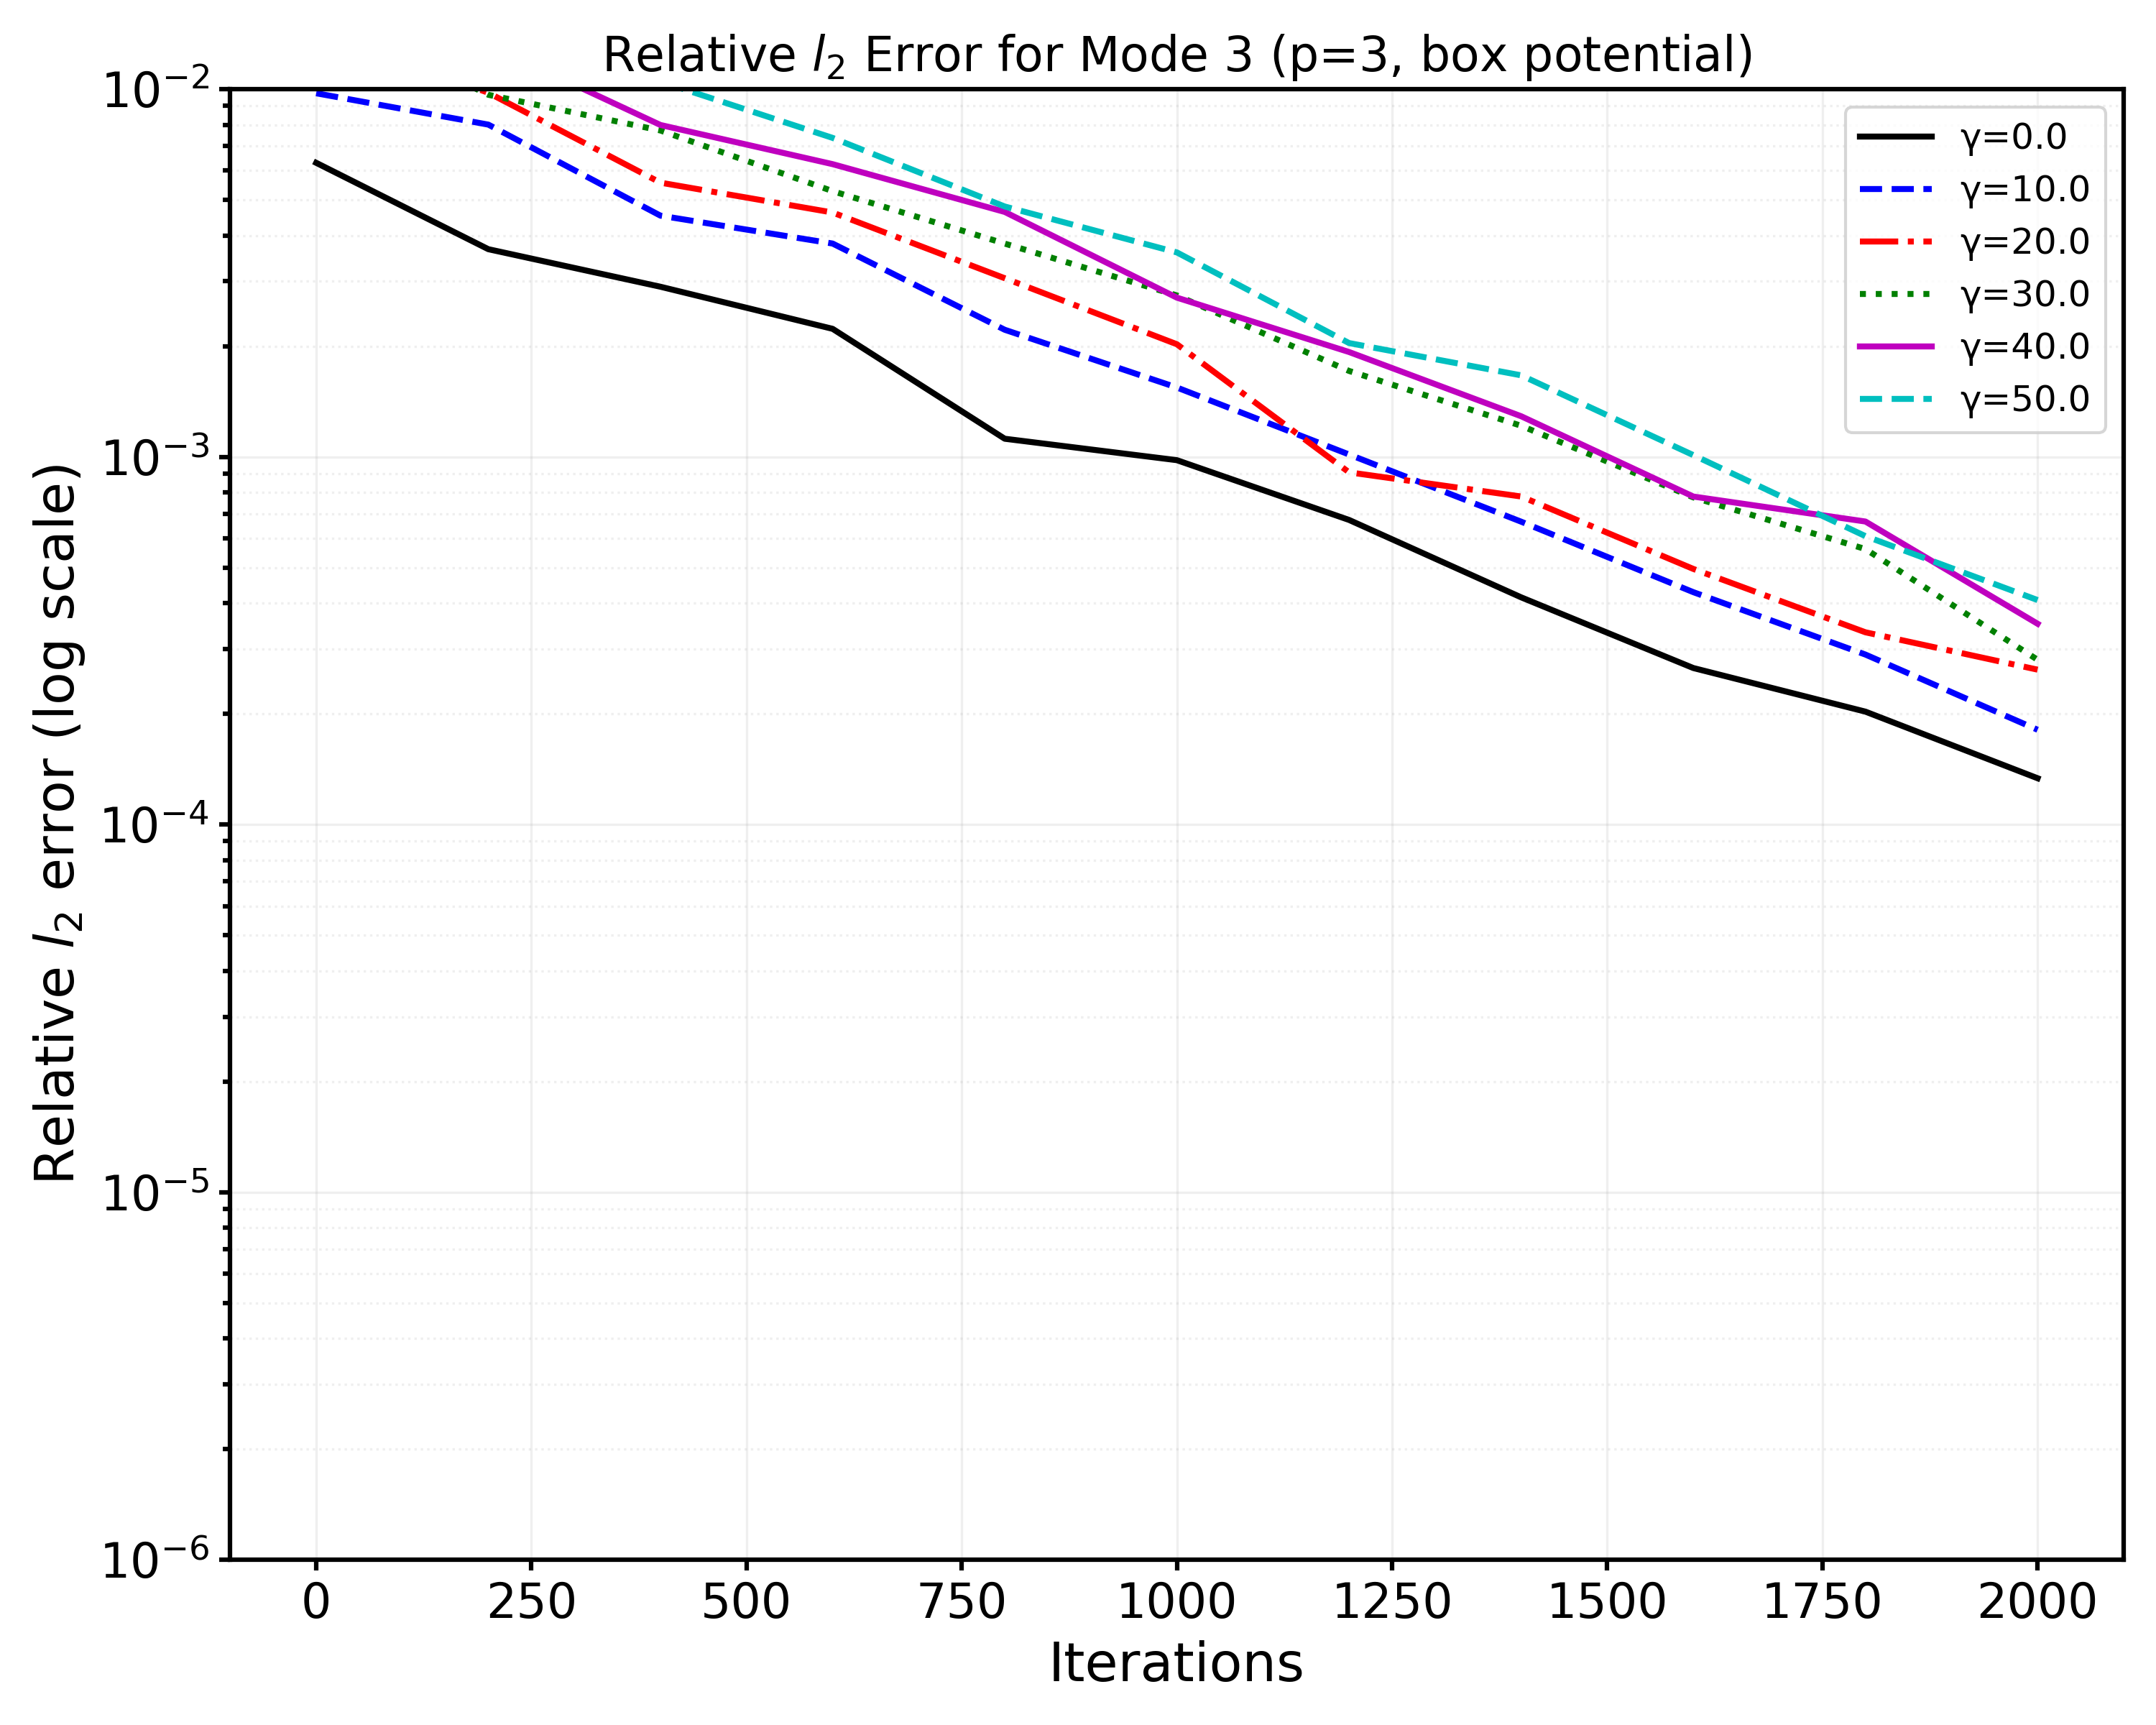 Relative l₂ Error for Mode 3 (p=3, box potential)
Relative l₂ error (log scale)
10⁻²
10⁻³
10⁻⁴
10⁻⁵
10⁻⁶
γ=0.0
γ=10.0
γ=20.0
γ=30.0
γ=40.0
γ=50.0
0 250 500 750 1000 1250 1500 1750 2000
Iterations